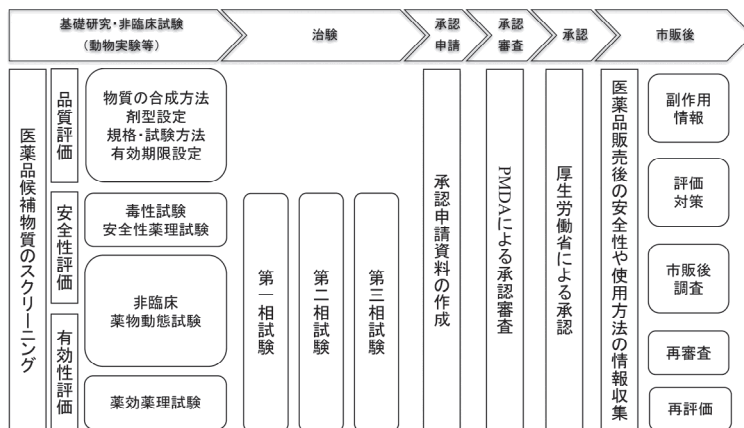 基礎研究・非臨床試験
（動物実験等）
治験
承認
申請
承認
審査
承認
市販後
医薬品候補物質のスクリーニング
品質評価
物質の合成方法
剤型設定
規格・試験方法
有効期限設定
安全性評価
毒性試験
安全性薬理試験
非臨床
薬物動態試験
有効性評価
薬効薬理試験
第一相試験
第二相試験
第三相試験
承認申請資料の作成
PMDAによる承認審査
厚生労働省による承認
医薬品販売後の安全性や使用方法の情報収集
副作用
情報
評価
対策
市販後
調査
再審査
再評価